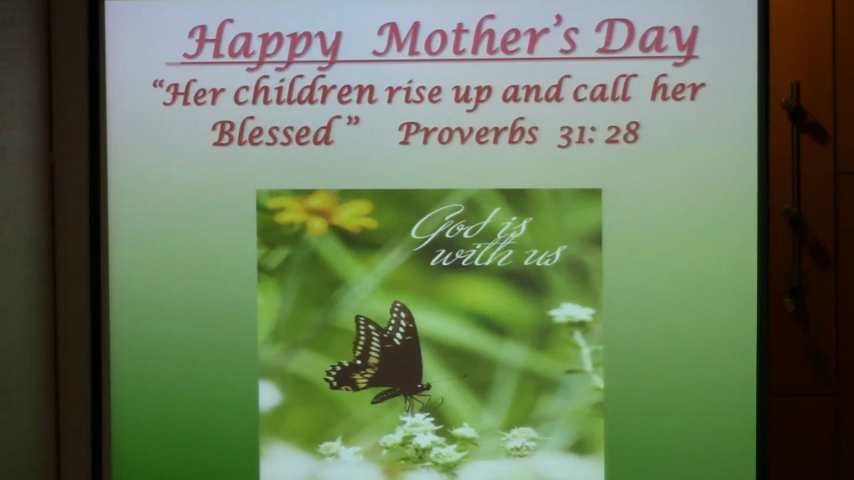 Happy Mother's Day
"Her children rise up and call her
Blessed" Proverbs 31: 28
God is
with us